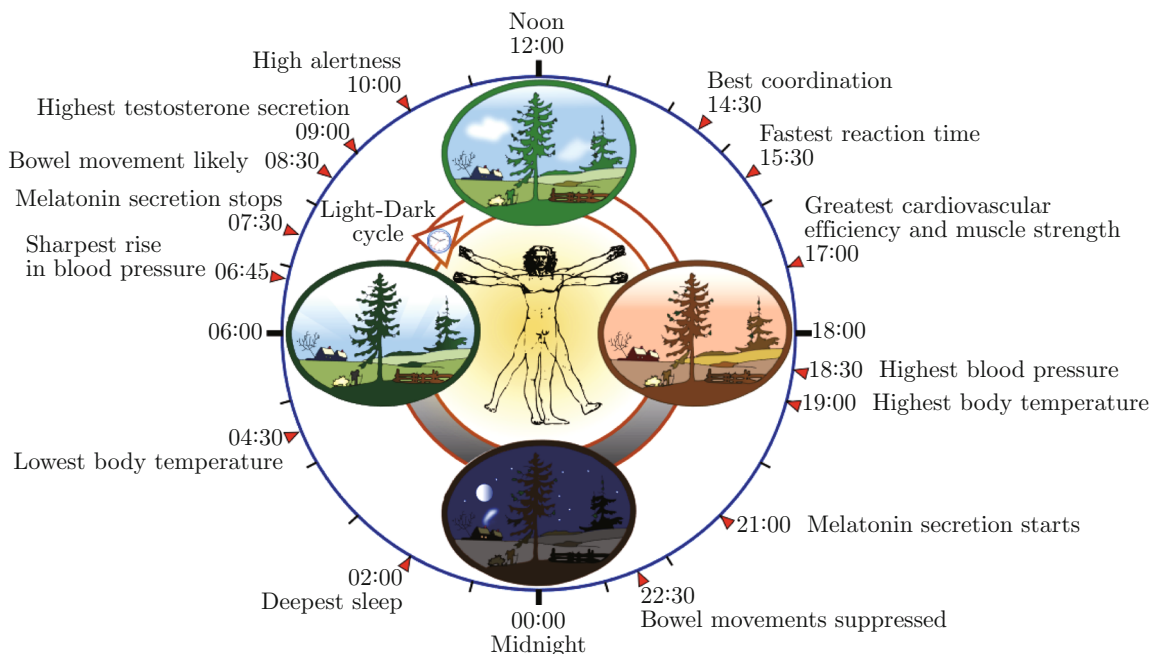 Noon
12:00
High alertness
10:00
Highest testosterone secretion
09:00
Bowel movement likely 08:30
Melatonin secretion stops
07:30
Sharpest rise
in blood pressure 06:45
06:00
04:30
Lowest body temperature
02:00
Deepest sleep
00:00
Midnight
Light-Dark
cycle
Best coordination
14:30
Fastest reaction time
15:30
Greatest cardiovascular
efficiency and muscle strength
17:00
18:00
18:30 Highest blood pressure
19:00 Highest body temperature
21:00 Melatonin secretion starts
22:30
Bowel movements suppressed